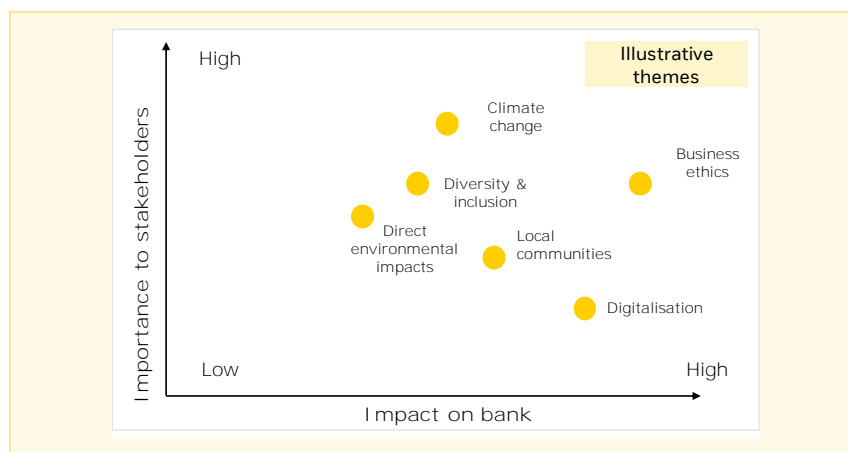 High
Illustrative
themes
Climate
change
Business
ethics
Diversity &
inclusion
Direct
environmental
impacts
Local
communities
Digitalisation
Importance to stakeholders
Low
High
Impact on bank